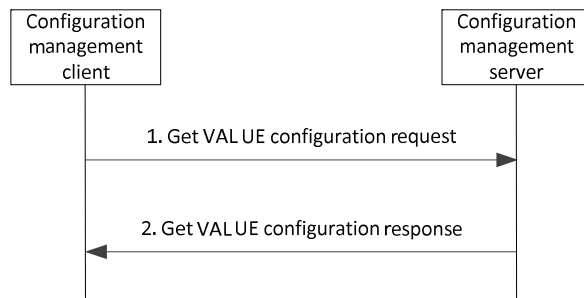 Configuration
management
client
Configuration
management
server
1. Get VAL UE configuration request
2. Get VAL UE configuration response